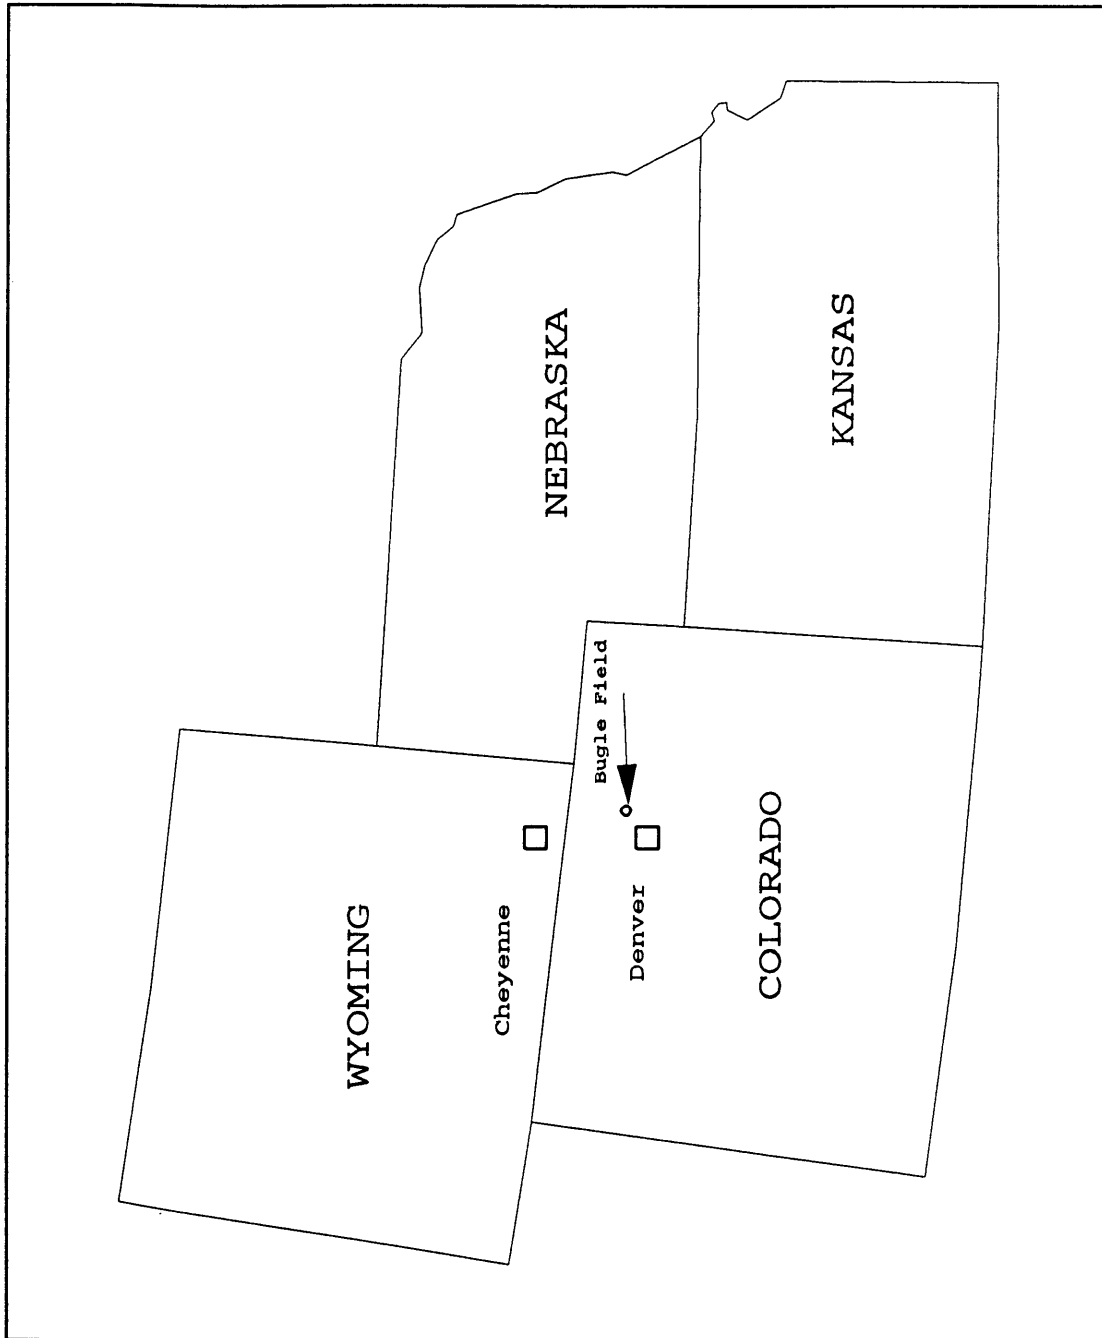 WYOMING
NEBRASKA
Cheyenne
Bugle Field
Denver
COLORADO
KANSAS